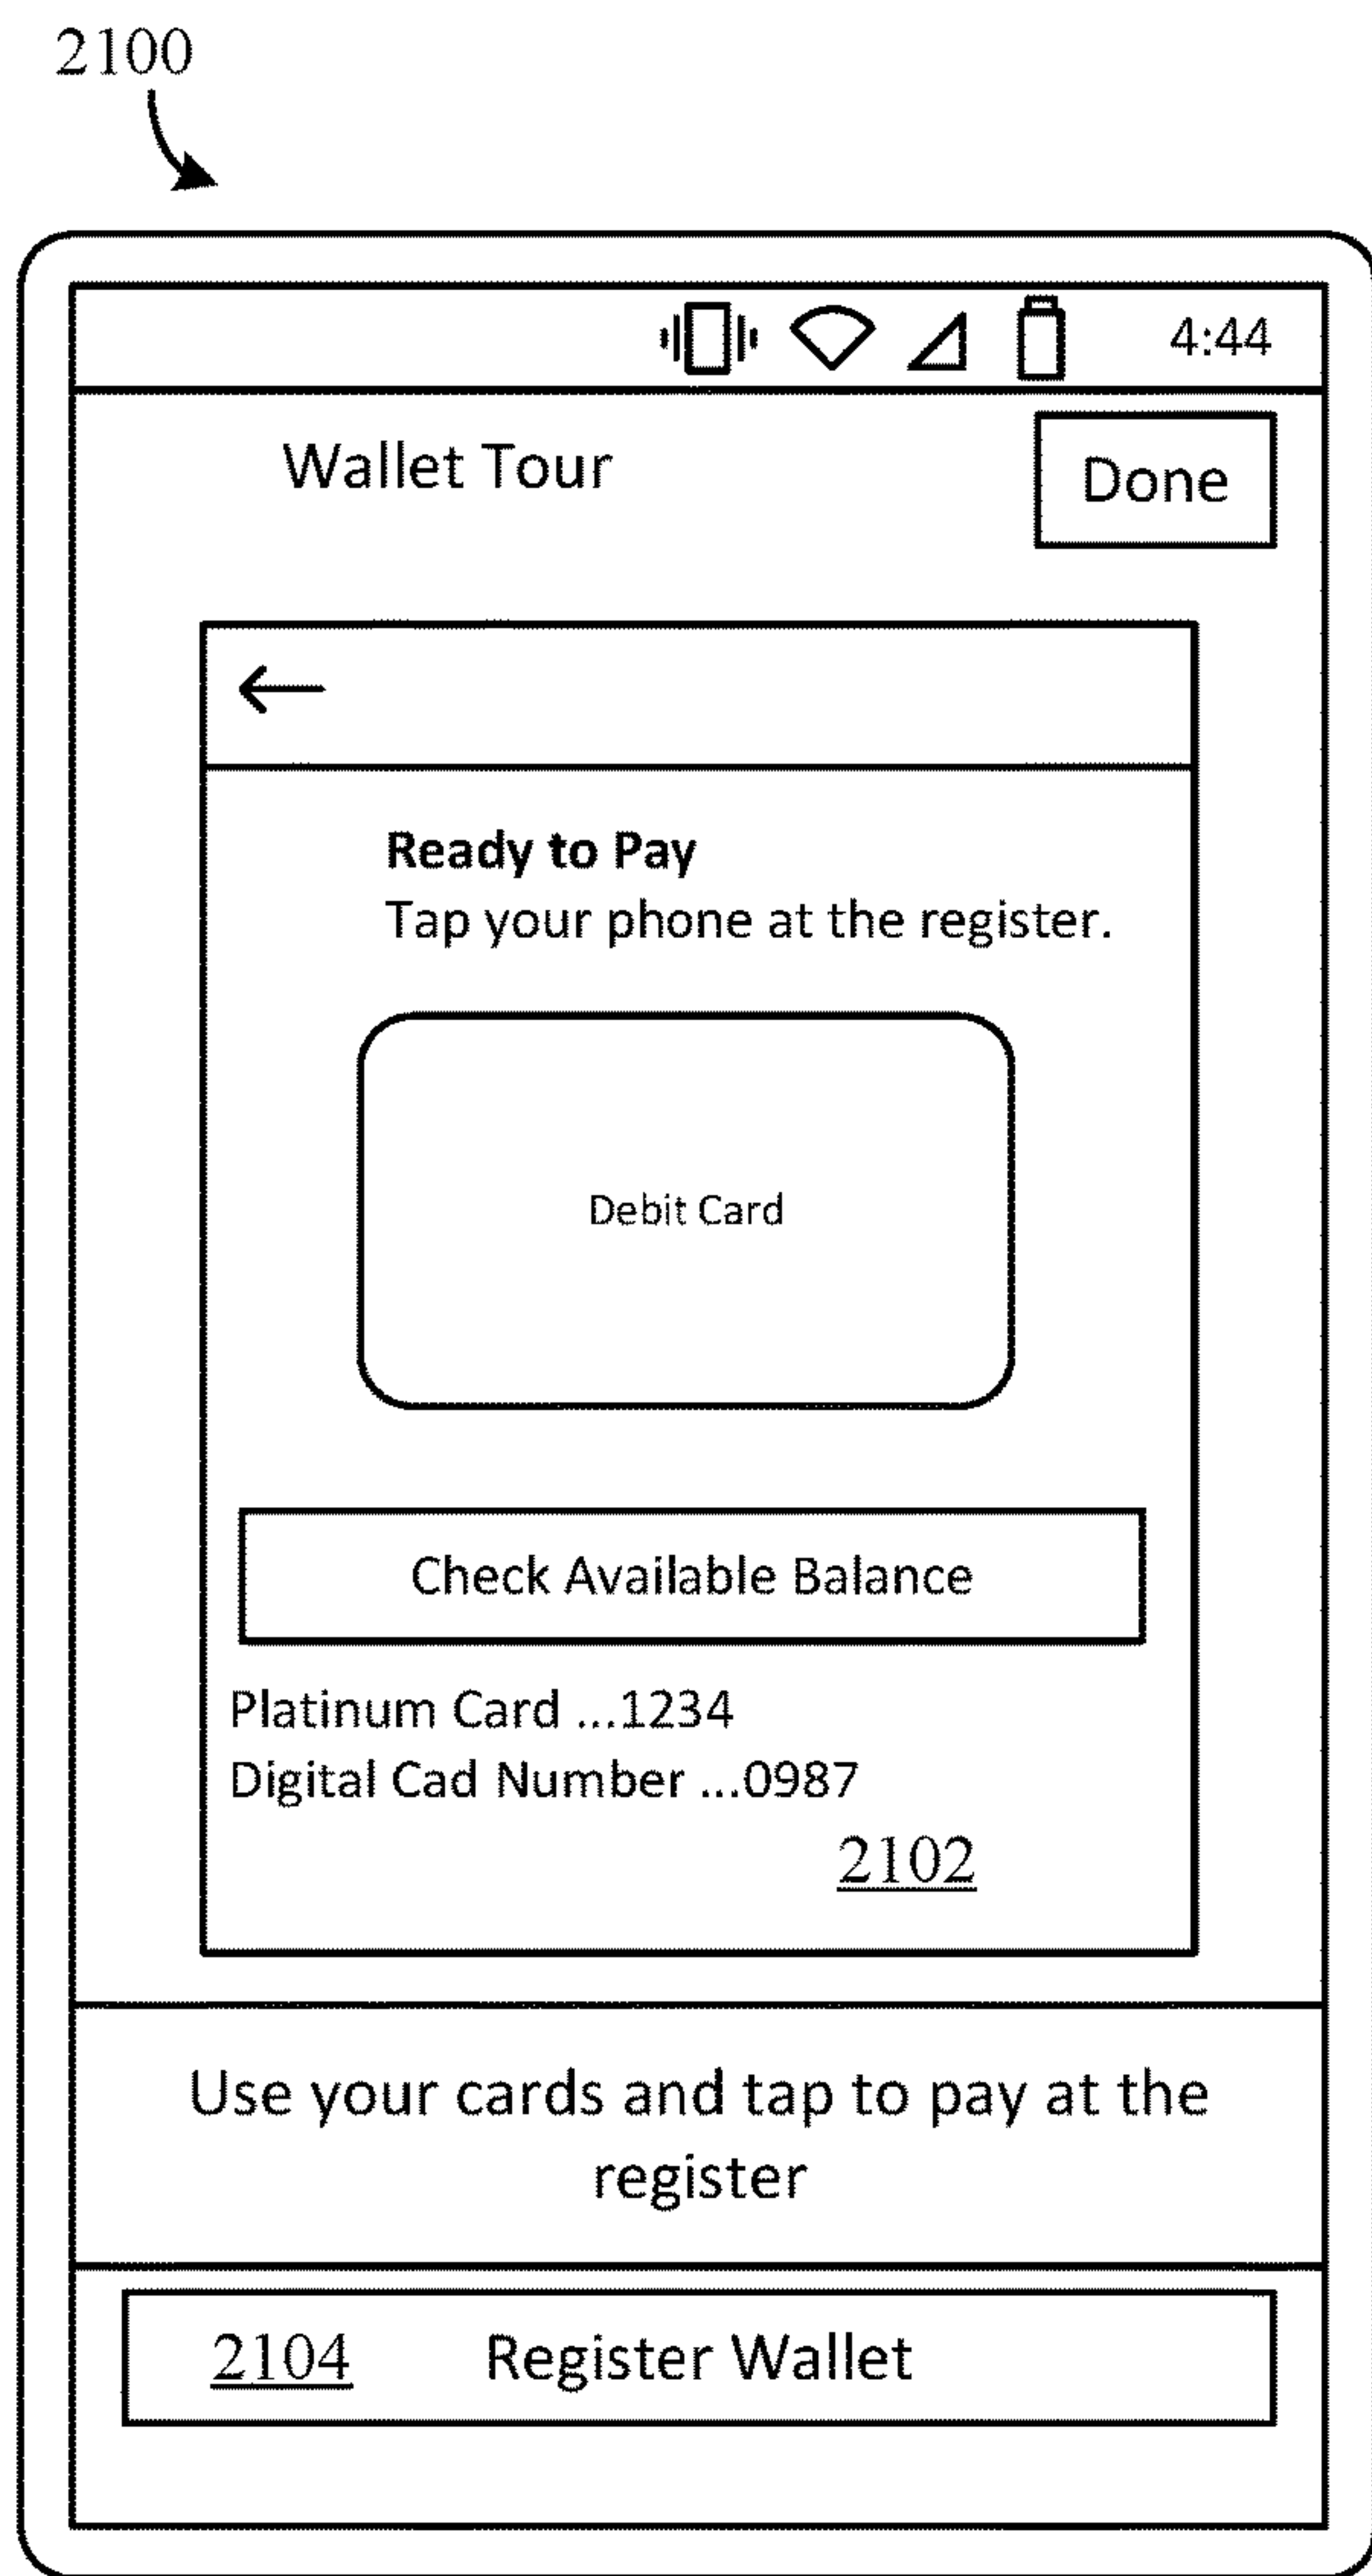 2100
4:44
Wallet Tour
Done
Ready to Pay
Tap your phone at the register.
Debit Card
Check Available Balance
Platinum Card ...1234
Digital Cad Number ...0987
2102
Use your cards and tap to pay at the
register
2104 Register Wallet